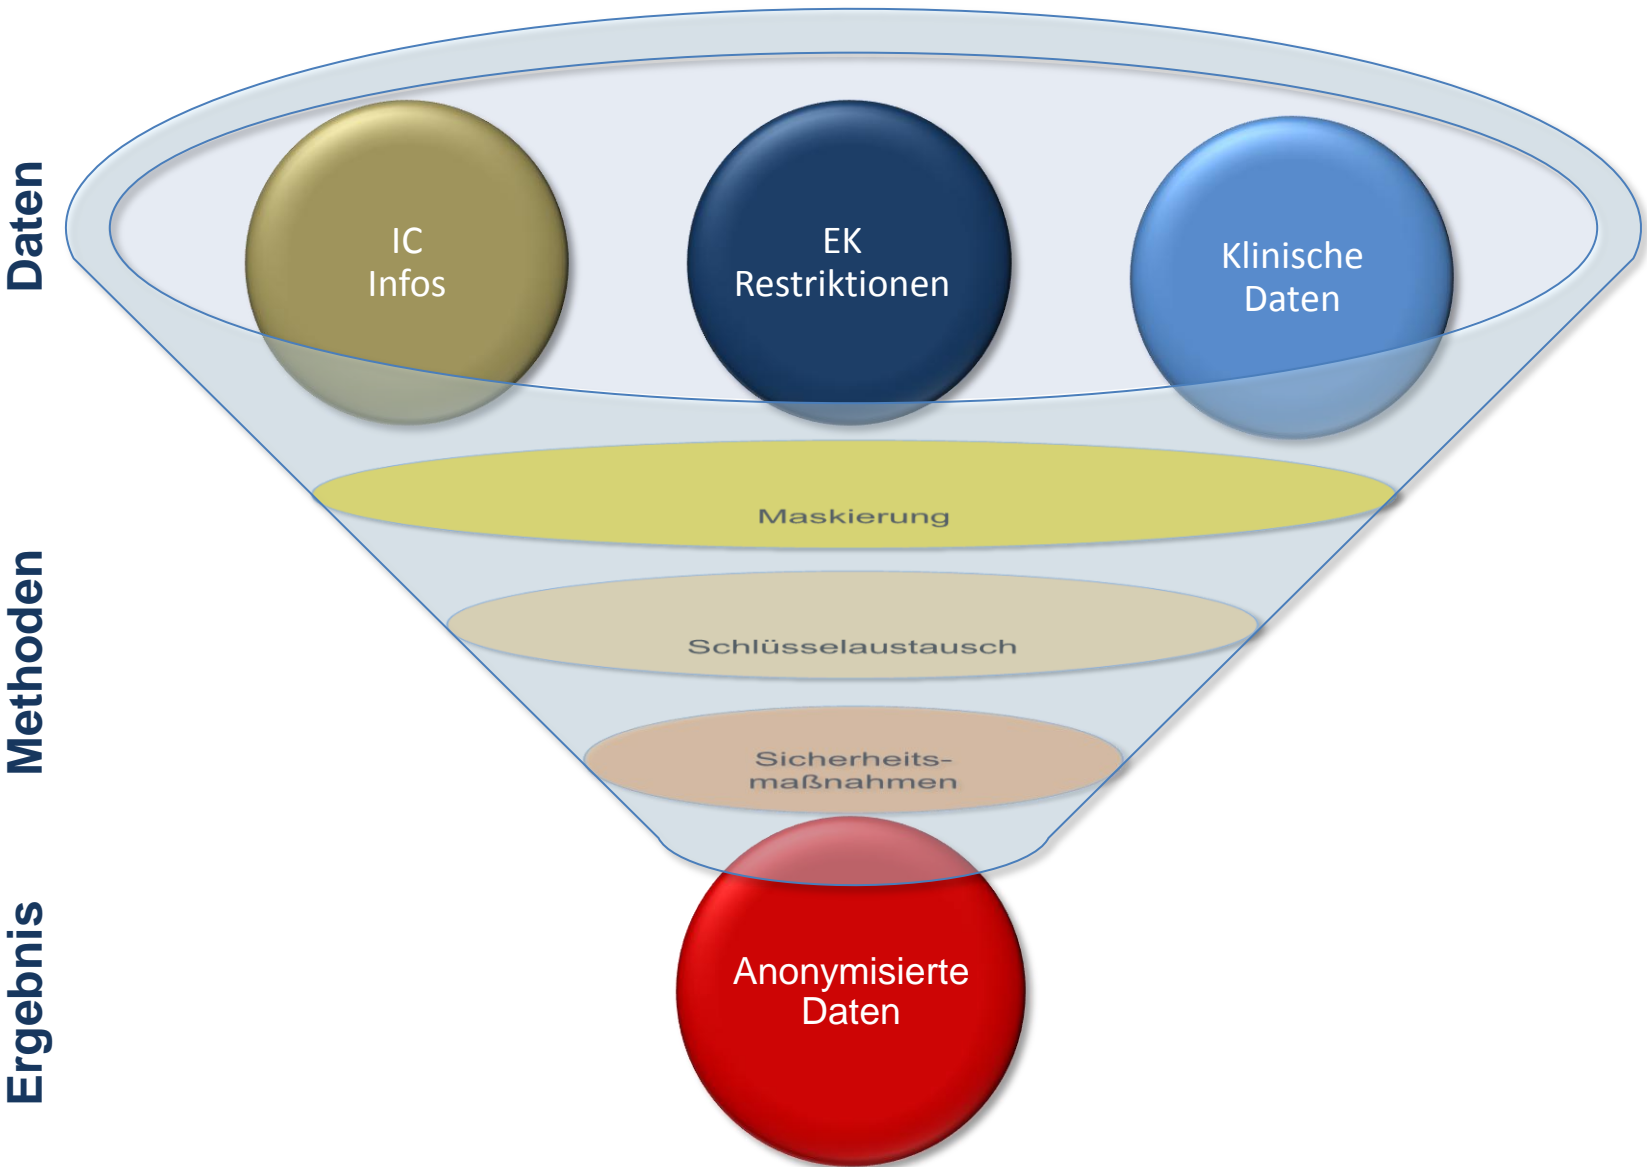 Daten
IC
Infos
EK
Restriktionen
Klinische
Daten
Methoden
Maskierung
Schlüsselaustausch
Sicherheits-
maßnahmen
Ergebnis
Anonymisierte
Daten